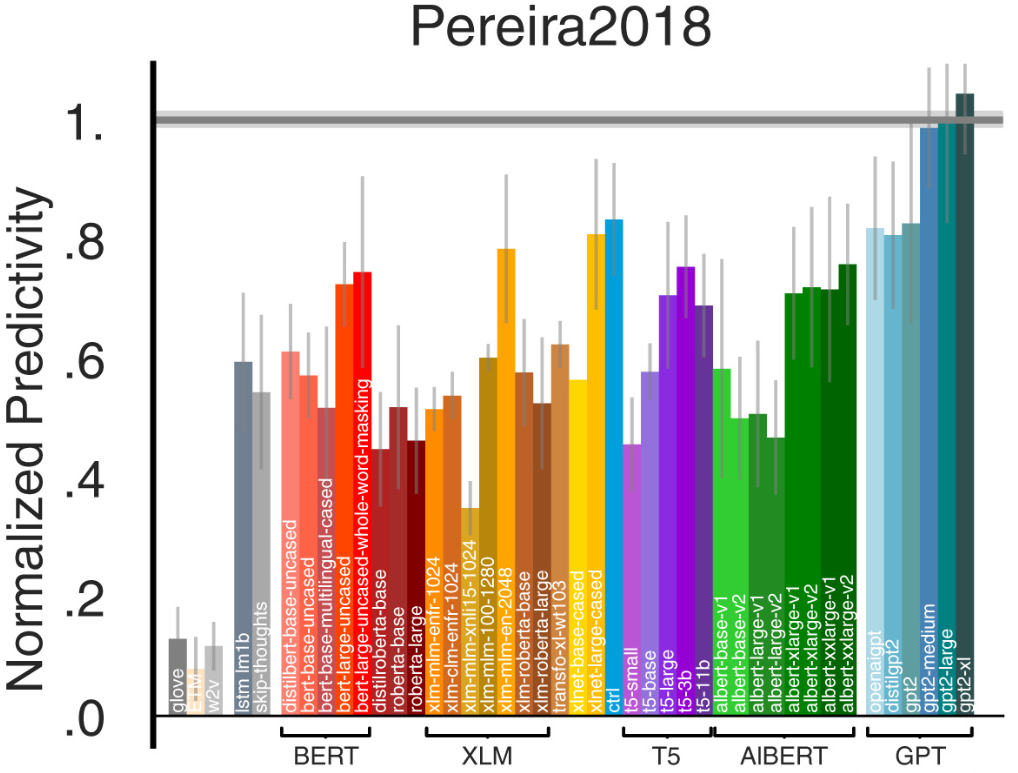 Pereira2018
Normalized Predictivity
1.
.8
.6
.4
.2
.0
glove
ETM
w2v
lstm lm1b
skip-thoughts
distilbert-base-uncased
bert-base-uncased
bert-base-multilingual-cased
bert-large-uncased
bert-large-uncased-whole-word-masking
distilroberta-base
roberta-base
roberta-large
xlm-mlm-enfr-1024
xlm-clm-enfr-1024
xlm-mlm-xnli15-1024
xlm-mlm-100-1280
xlm-mlm-en-2048
xlm-roberta-base
xlm-roberta-large
transfo-xl-wt103
xlnet-base-cased
xlnet-large-cased
ctrl
t5-small
t5-base
t5-large
t5-3b
t5-11b
albert-base-v1
albert-base-v2
albert-large-v1
albert-large-v2
albert-xlarge-v1
albert-xlarge-v2
albert-xxlarge-v1
albert-xxlarge-v2
openaigpt
distilgpt2
gpt2
gpt2-medium
gpt2-large
gpt2-xl
BERT
XLM
T5
AlBERT
GPT